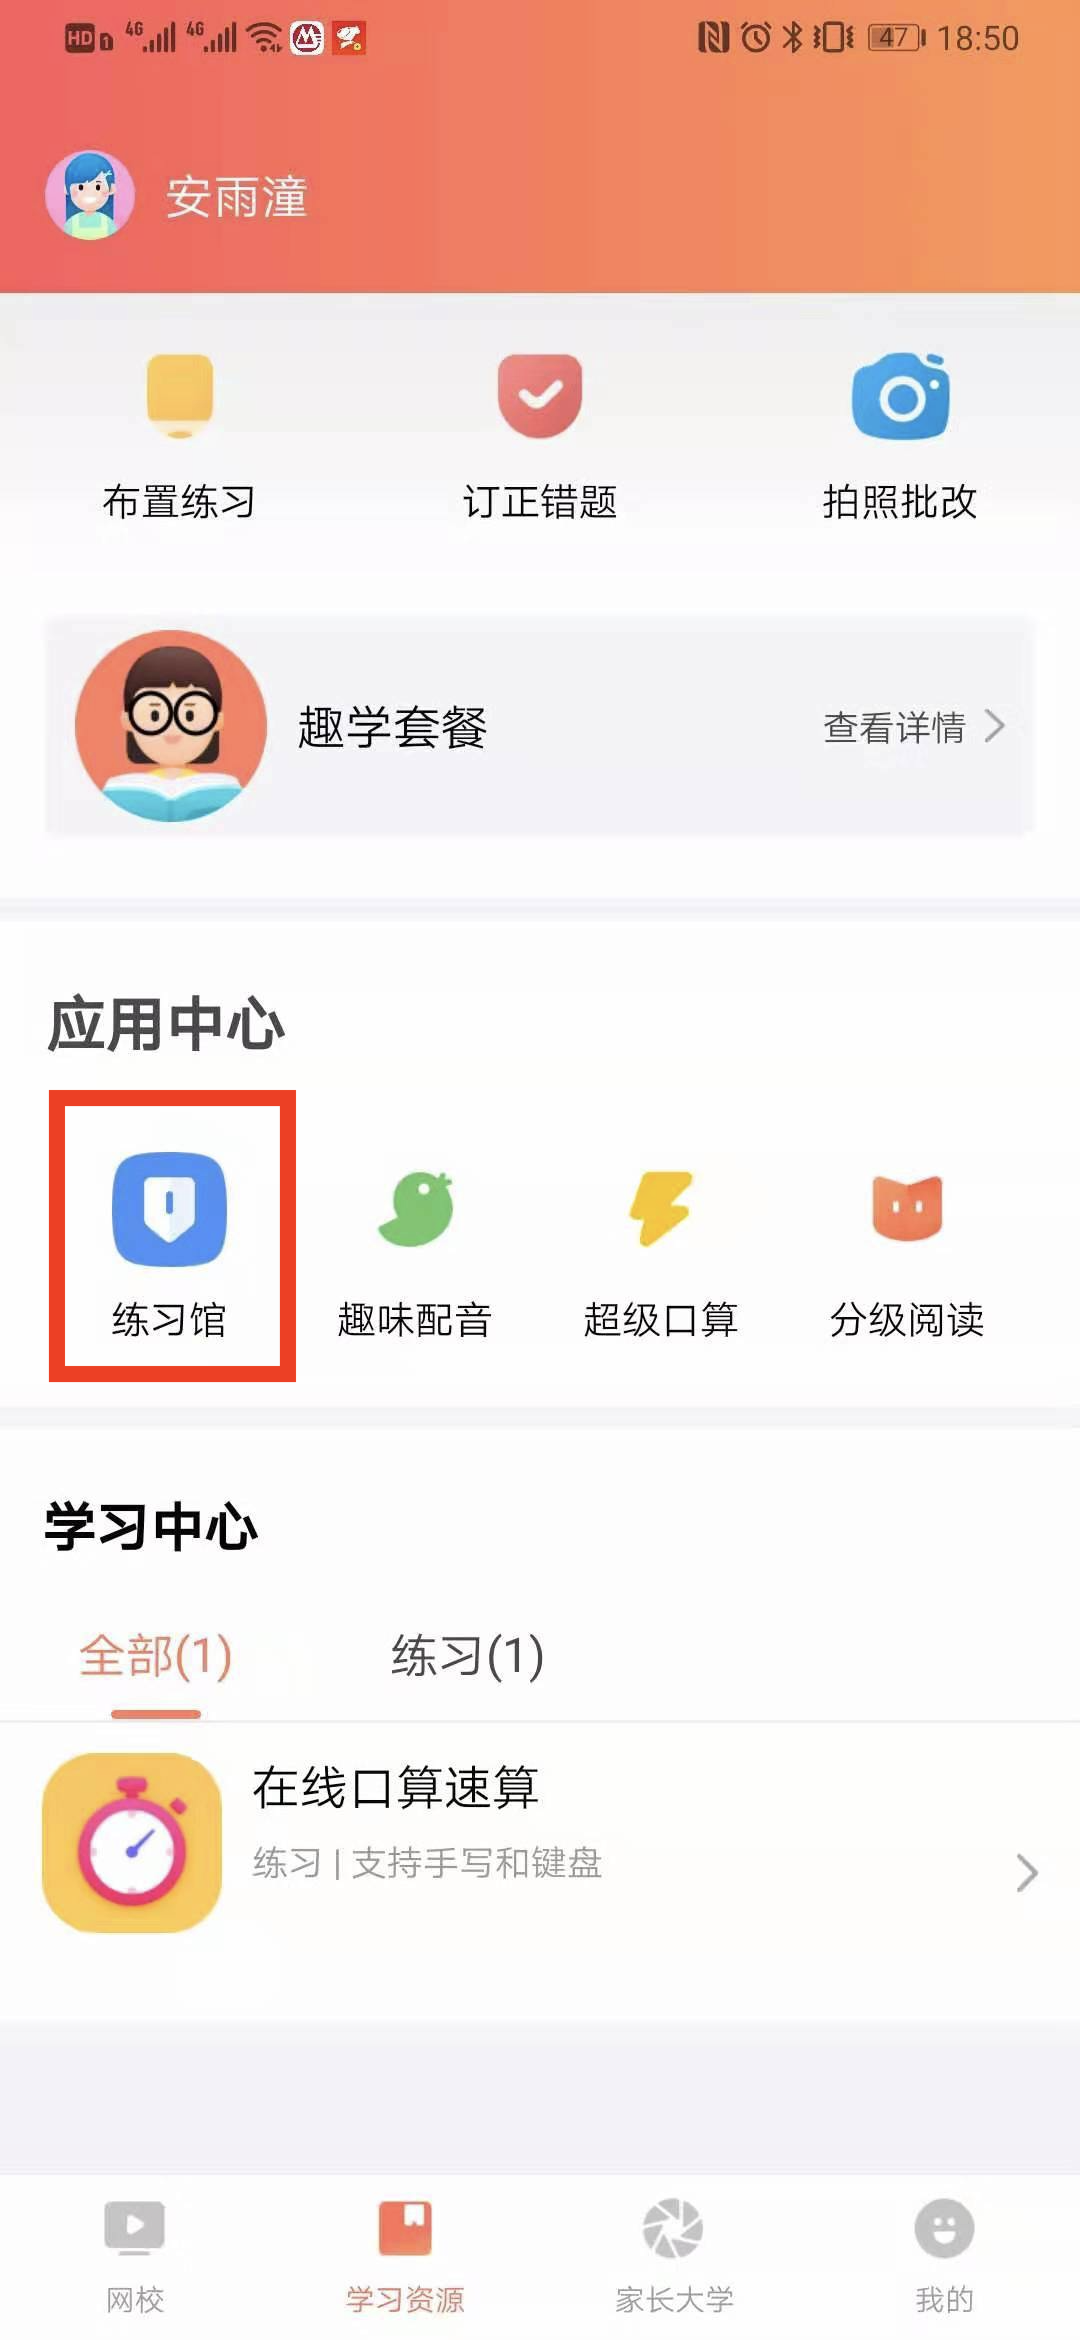 HD 1 4G 4G 47 18:50
安雨潼
布置练习 订正错题 拍照批改
趣学套餐 查看详情
应用中心
练习馆 趣味配音 超级口算 分级阅读
学习中心
全部(1) 练习(1)
在线口算速算
练习 | 支持手写和键盘
网校 学习资源 家长大学 我的